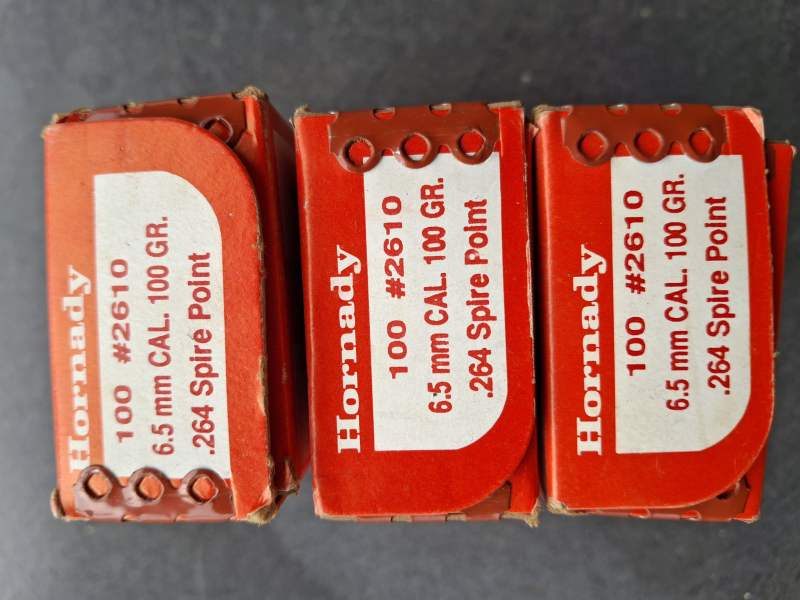 Hornady
100 #2610
6.5 mm CAL. 100 GR.
.264 Spire Point
Hornady
100 #2610
6.5 mm CAL. 100 GR.
.264 Spire Point
Hornady
100 #2610
6.5 mm CAL. 100 GR.
.264 Spire Point